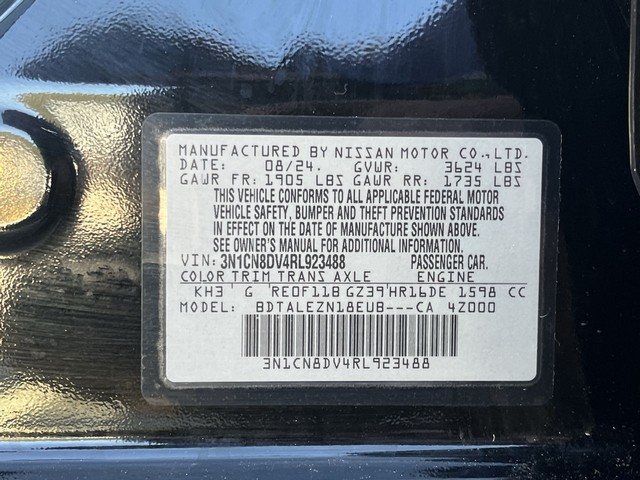 MANUFACTURED BY NISSAN MOTOR CO.,LTD.
DATE: 08/24. GVWR: 3624 LBS
GAWR FR: 1905 LBS GAWR RR: 1735 LBS
THIS VEHICLE CONFORMS TO ALL APPLICABLE FEDERAL MOTOR
VEHICLE SAFETY, BUMPER AND THEFT PREVENTION STANDARDS
IN EFFECT ON THE DATE OF MANUFACTURE SHOWN ABOVE.
SEE OWNER'S MANUAL FOR ADDITIONAL INFORMATION.
VIN: 3N1CN8DV4RL923488 PASSENGER CAR.
COLOR TRIM TRANS AXLE ENGINE
KH3 G RE0F11B GZ39 HR16DE 1598 CC
MODEL: BDTALEZN18EUB---CA 4Z000
3N1CN8DV4RL923488